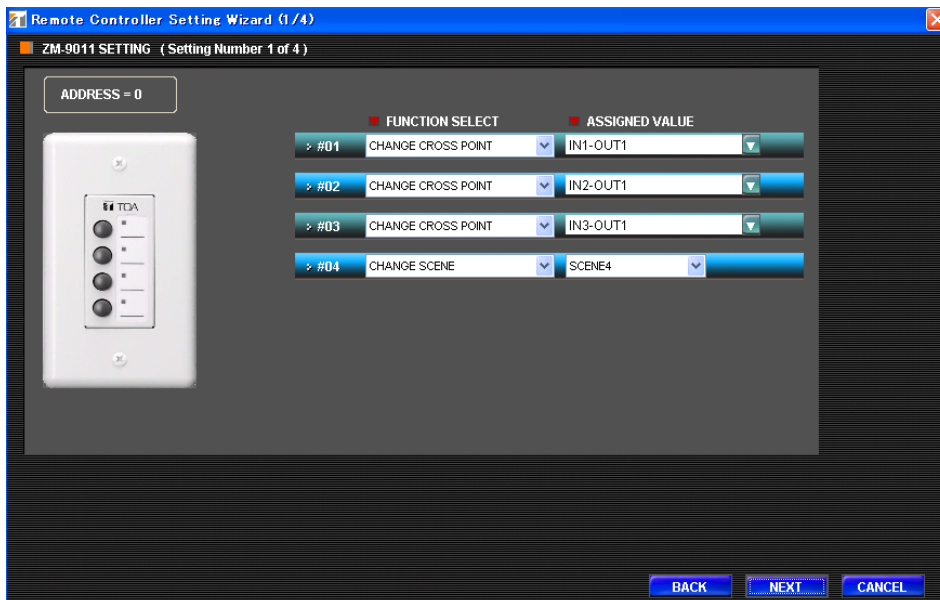 Remote Controller Setting Wizard (1/4)
ZM-9011 SETTING ( Setting Number 1 of 4 )
ADDRESS = 0
FUNCTION SELECT ASSIGNED VALUE
#01 CHANGE CROSS POINT IN1-OUT1
#02 CHANGE CROSS POINT IN2-OUT1
#03 CHANGE CROSS POINT IN3-OUT1
#04 CHANGE SCENE SCENE4
TOA
BACK NEXT CANCEL